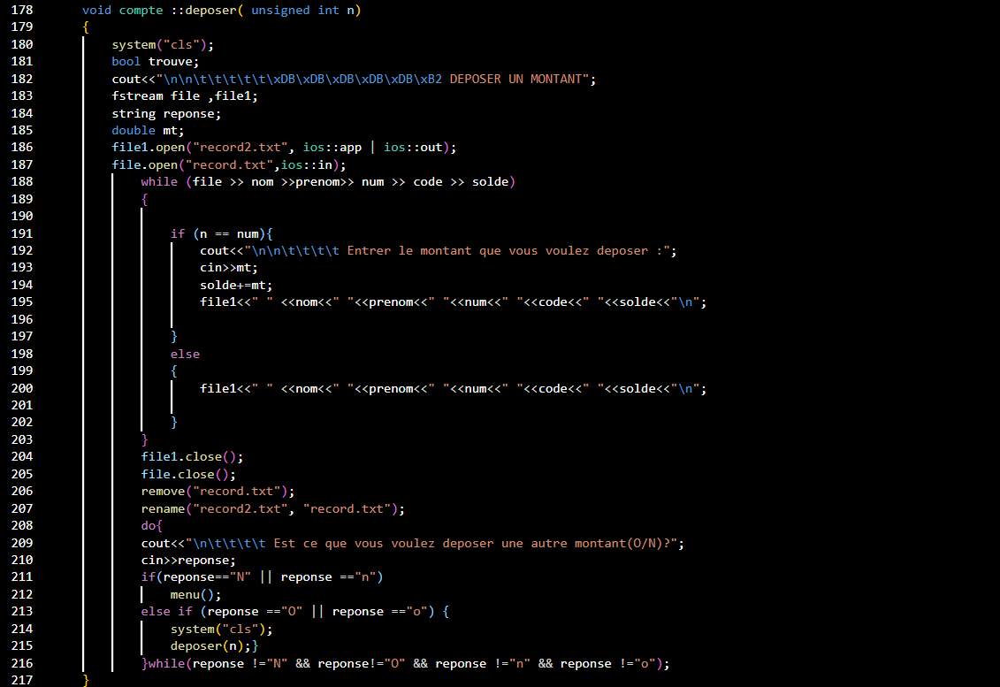 178 void compte ::deposer( unsigned int n)
179 {
180 system("cls");
181 bool trouve;
182 cout<<"\n\n\t\t\t\t\t\xDB\xDB\xDB\xDB\xDB\xB2 DEPOSER UN MONTANT";
183 fstream file ,file1;
184 string reponse;
185 double mt;
186 file1.open("record2.txt", ios::app | ios::out);
187 file.open("record.txt",ios::in);
188 while (file >> nom >>prenom>> num >> code >> solde)
189 {
190
191 if (n == num){
192 cout<<"\n\n\t\t\t\t Entrer le montant que vous voulez deposer :";
193 cin>>mt;
194 solde+=mt;
195 file1<<" " <<nom<<" "<<prenom<<" "<<num<<" "<<code<<" "<<solde<<"\n";
196
197 }
198 else
199 {
200 file1<<" " <<nom<<" "<<prenom<<" "<<num<<" "<<code<<" "<<solde<<"\n";
201
202 }
203 }
204 file1.close();
205 file.close();
206 remove("record.txt");
207 rename("record2.txt", "record.txt");
208 do{
209 cout<<"\n\t\t\t\t Est ce que vous voulez deposer une autre montant(O/N)?";
210 cin>>reponse;
211 if(reponse=="N" || reponse =="n")
212 menu();
213 else if (reponse =="O" || reponse =="o") {
214 system("cls");
215 deposer(n);}
216 }while(reponse !="N" && reponse!="O" && reponse !="n" && reponse !="o");
217 }